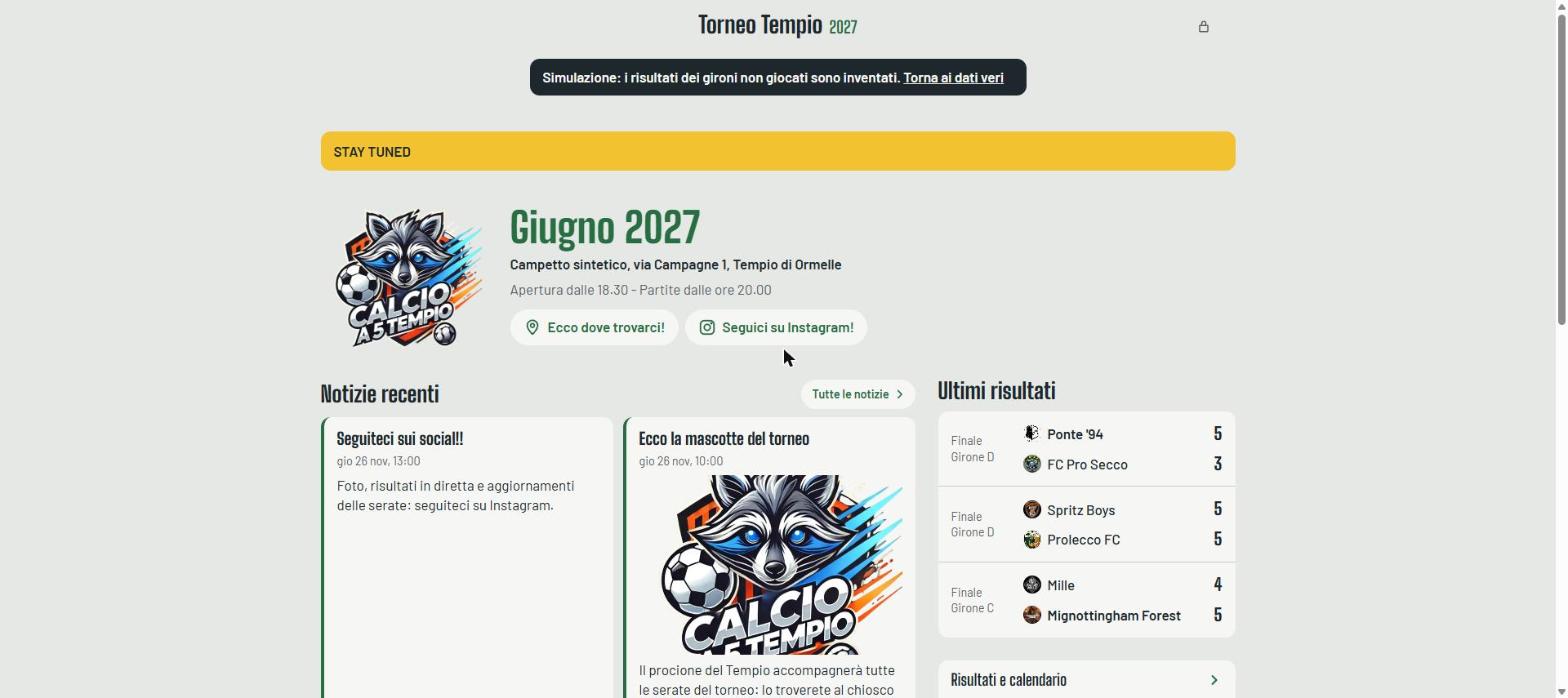 Torneo Tempio 2027
Simulazione: i risultati dei gironi non giocati sono inventati. Torna ai dati veri
STAY TUNED
CALCIO
A 5 TEMPIO
Giugno 2027
Campetto sintetico, via Campagne 1, Tempio di Ormelle
Apertura dalle 18.30 - Partite dalle ore 20.00
Ecco dove trovarci!
Seguici su Instagram!
Notizie recenti
Tutte le notizie
Seguiteci sui social!!
gio 26 nov, 13:00
Foto, risultati in diretta e aggiornamenti
delle serate: seguiteci su Instagram.
Ecco la mascotte del torneo
gio 26 nov, 10:00
CALCIO
A 5 TEMPIO
Il procione del Tempio accompagnerà tutte
le serate del torneo: lo troverete al chiosco
Ultimi risultati
Finale
Girone D
Ponte '94 5
FC Pro Secco 3
Finale
Girone D
Spritz Boys 5
Prolecco FC 5
Finale
Girone C
Mille 4
Mignottingham Forest 5
Risultati e calendario